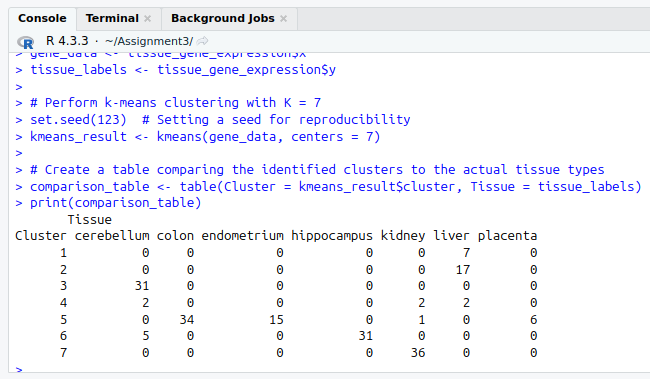 Console Terminal × Background Jobs ×
R 4.3.3 · ~/Assignment3/
> gene_data <- tissue_gene_expression$x
> tissue_labels <- tissue_gene_expression$y
>
> # Perform k-means clustering with K = 7
> set.seed(123)  # Setting a seed for reproducibility
> kmeans_result <- kmeans(gene_data, centers = 7)
>
> # Create a table comparing the identified clusters to the actual tissue types
> comparison_table <- table(Cluster = kmeans_result$cluster, Tissue = tissue_labels)
> print(comparison_table)
       Tissue
Cluster cerebellum colon endometrium hippocampus kidney liver placenta
      1          0     0           0           0      0     7        0
      2          0     0           0           0      0    17        0
      3         31     0           0           0      0     0        0
      4          2     0           0           0      2     2        0
      5          0    34          15           0      1     0        6
      6          5     0           0          31      0     0        0
      7          0     0           0           0     36     0        0
>